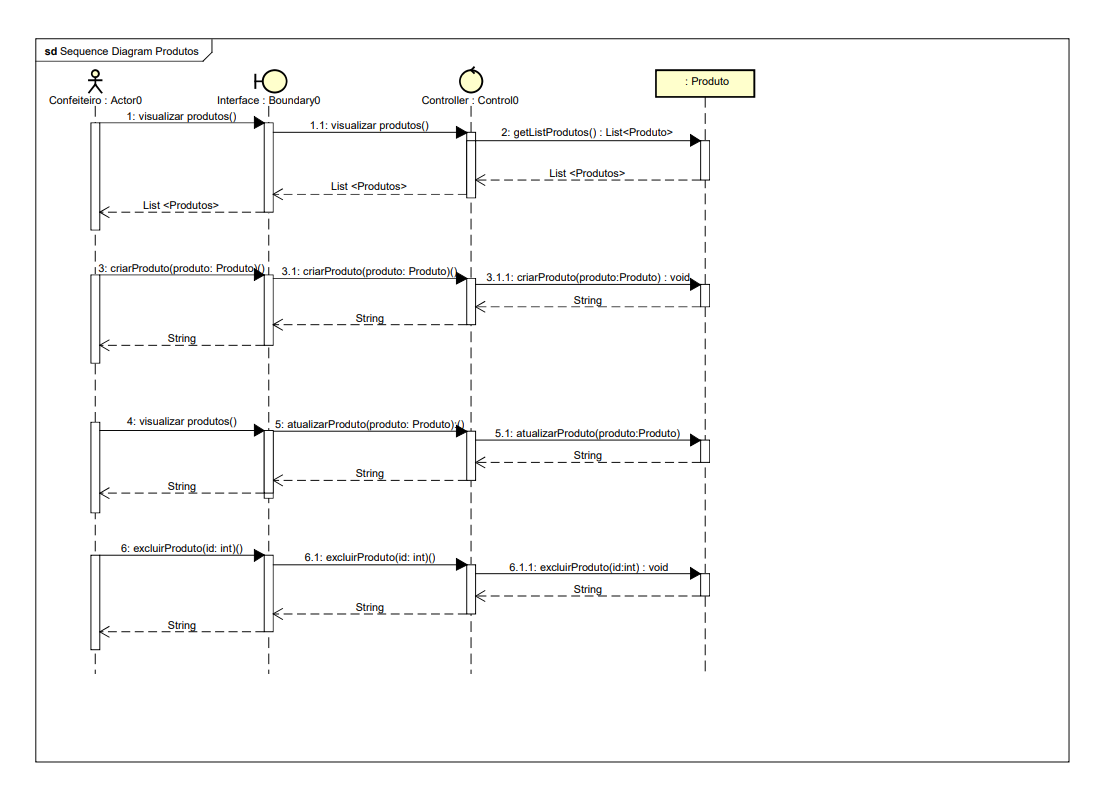 sd Sequence Diagram Produtos
Confeiteiro : Actor0
Interface : Boundary0
Controller : Control0
: Produto
1: visualizar produtos()
1.1: visualizar produtos()
2: getListProdutos() : List<Produto>
List <Produtos>
List <Produtos>
List <Produtos>
3: criarProduto(produto: Produto)()
3.1: criarProduto(produto: Produto)()
3.1.1: criarProduto(produto:Produto) : void
String
String
String
4: visualizar produtos()
5: atualizarProduto(produto: Produto):()
5.1: atualizarProduto(produto:Produto)
String
String
String
6: excluirProduto(id: int)()
6.1: excluirProduto(id: int)()
6.1.1: excluirProduto(id:int) : void
String
String
String